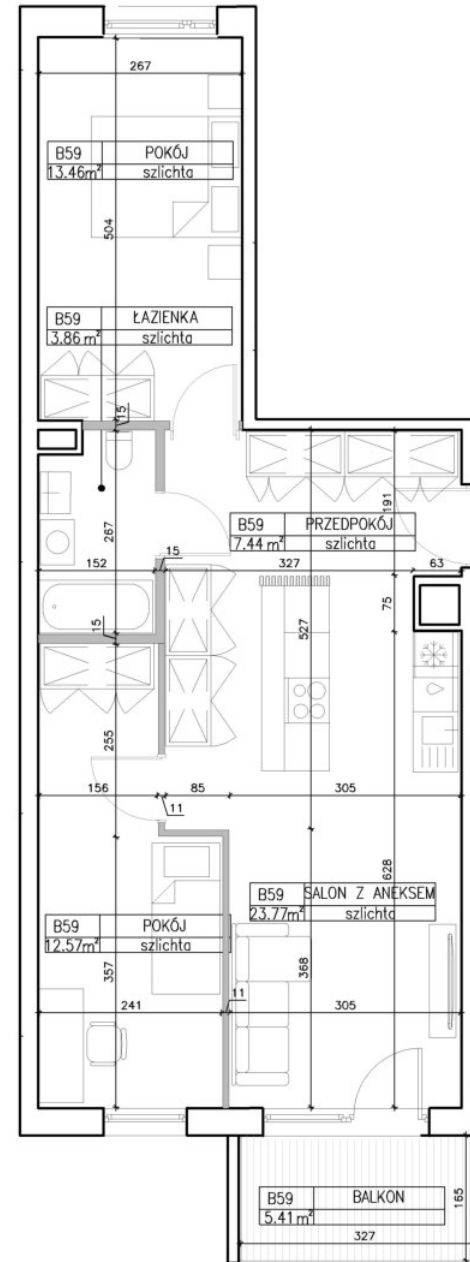 267
B59 POKÓJ
13.46m² szlichta
504
B59 ŁAZIENKA
3.86 m² szlichta
15
191
267
B59 PRZEDPOKÓJ
7.44m² szlichta
152 15 327 63
75
527
15
255
156 85 305
11
628
B59 SALON Z ANEKSEM
23.77m² szlichta
B59 POKÓJ
12.57m² szlichta
357
368
241 11 305
B59 BALKON
5.41 m²
165
327